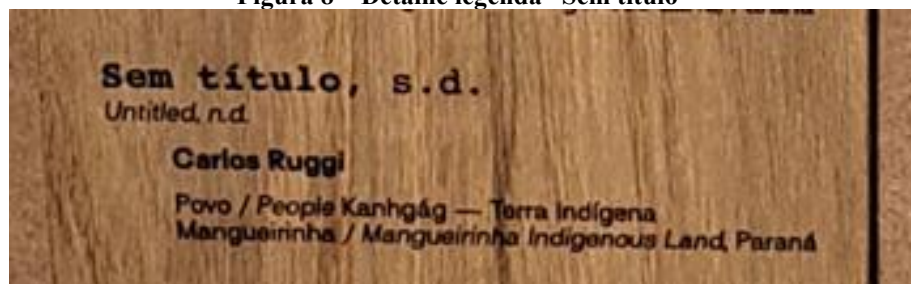 Sem título, s.d.
Untitled, n.d.
Carlos Ruggi
Povo / People Kanhgág — Terra Indígena
Mangueirinha / Mangueirinha Indigenous Land, Paraná